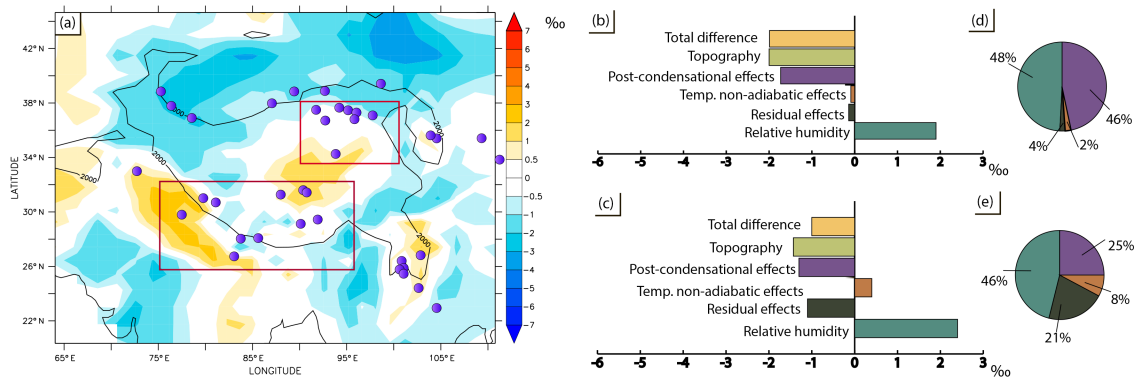 (a)
‰
7
6
5
4
3
2
1
0.5
0
−0.5
−1
−2
−3
−4
−5
−6
−7
42°N
38°N
34°N
30°N
26°N
22°N
LATITUDE
2000
2000
2000
2000
2000
65°E 75°E 85°E 95°E 105°E
LONGITUDE
(b)
Total difference
Topography
Post-condensational effects
Temp. non-adiabatic effects
Residual effects
Relative humidity
-6 -5 -4 -3 -2 -1 0 1 2 3 ‰
(d)
48%
46%
4%
2%
(c)
Total difference
Topography
Post-condensational effects
Temp. non-adiabatic effects
Residual effects
Relative humidity
-6 -5 -4 -3 -2 -1 0 1 2 3 ‰
(e)
25%
46%
8%
21%